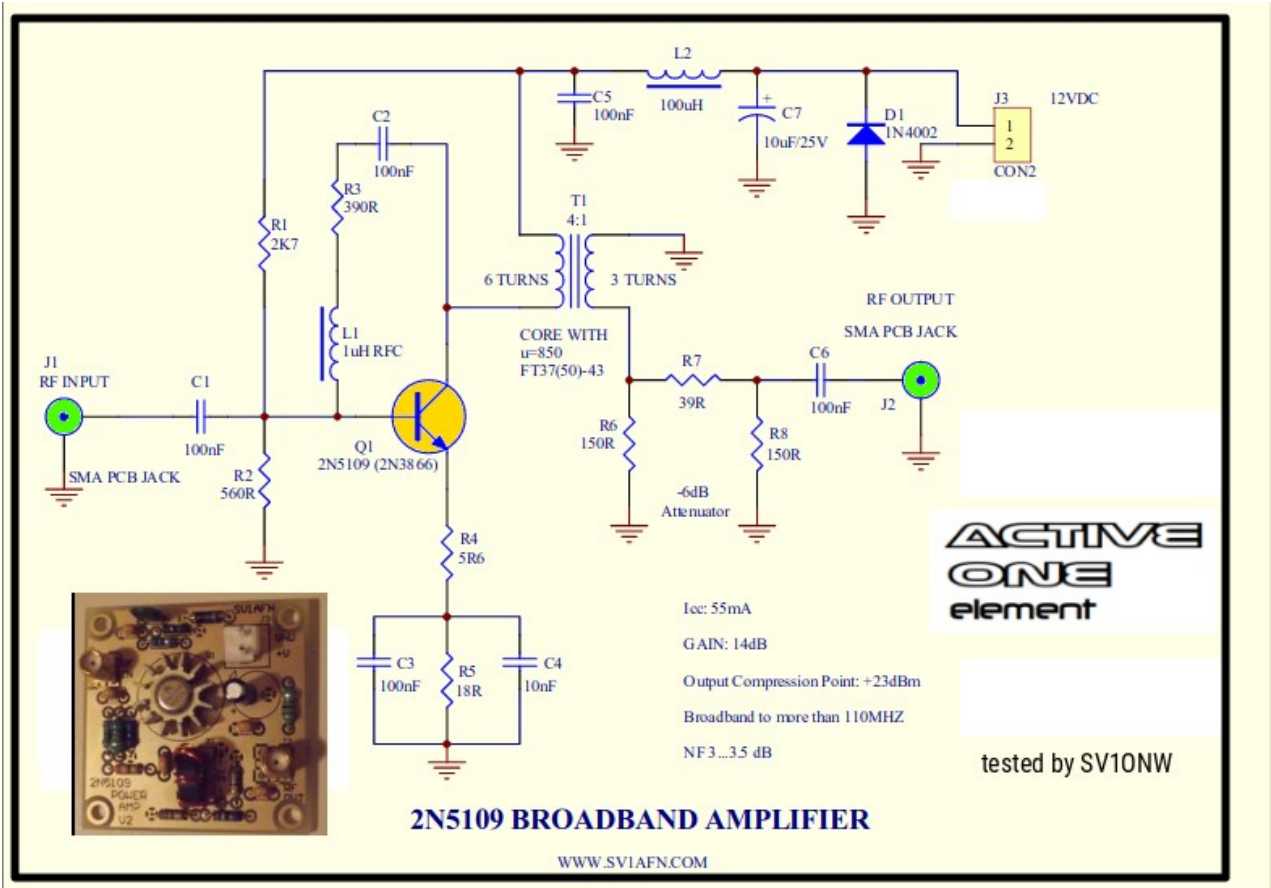 L2
100uH
C5
100nF
C7
10uF/25V
D1
1N4002
J3
12VDC
1
2
CON2
C2
100nF
R3
390R
R1
2K7
T1
4:1
6 TURNS
3 TURNS
CORE WITH
u=850
FT37(50)-43
L1
1uH RFC
RF OUTPUT
SMA PCB JACK
J1
RF INPUT
C1
100nF
SMA PCB JACK
R2
560R
Q1
2N5109 (2N3866)
R7
39R
C6
100nF
J2
R6
150R
R8
150R
-6dB
Attenuator
R4
5R6
C3
100nF
R5
18R
C4
10nF
Icc: 55mA
GAIN: 14dB
Output Compression Point: +23dBm
Broadband to more than 110MHZ
NF 3...3.5 dB
ACTIVE
ONE
element
tested by SV1ONW
SV1AFN
+U
2N5109
POWER
AMP
V2
2N5109 BROADBAND AMPLIFIER
WWW.SV1AFN.COM